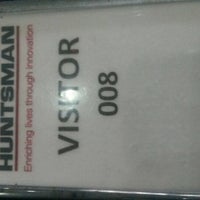 HUNTSMAN
Enriching lives through innovation
VISITOR
008